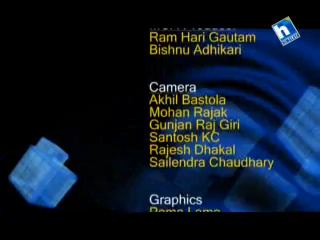 Ram Hari Gautam
Bishnu Adhikari
Camera
Akhil Bastola
Mohan Rajak
Gunjan Raj Giri
Santosh KC
Rajesh Dhakal
Sailendra Chaudhary
Graphics